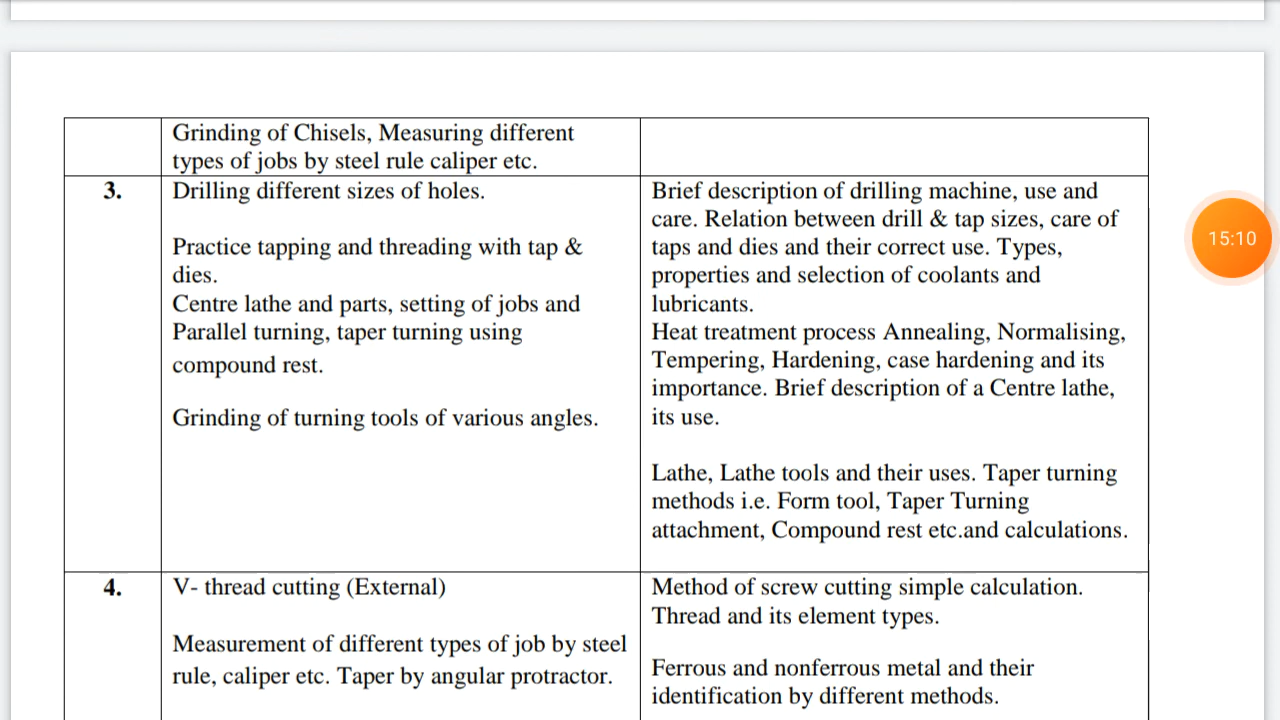 Grinding of Chisels, Measuring different
types of jobs by steel rule caliper etc.
3.
Drilling different sizes of holes.
Practice tapping and threading with tap &
dies.
Centre lathe and parts, setting of jobs and
Parallel turning, taper turning using
compound rest.
Grinding of turning tools of various angles.
Brief description of drilling machine, use and
care. Relation between drill & tap sizes, care of
taps and dies and their correct use. Types,
properties and selection of coolants and
lubricants.
Heat treatment process Annealing, Normalising,
Tempering, Hardening, case hardening and its
importance. Brief description of a Centre lathe,
its use.
Lathe, Lathe tools and their uses. Taper turning
methods i.e. Form tool, Taper Turning
attachment, Compound rest etc.and calculations.
4.
V- thread cutting (External)
Measurement of different types of job by steel
rule, caliper etc. Taper by angular protractor.
Method of screw cutting simple calculation.
Thread and its element types.
Ferrous and nonferrous metal and their
identification by different methods.
15:10